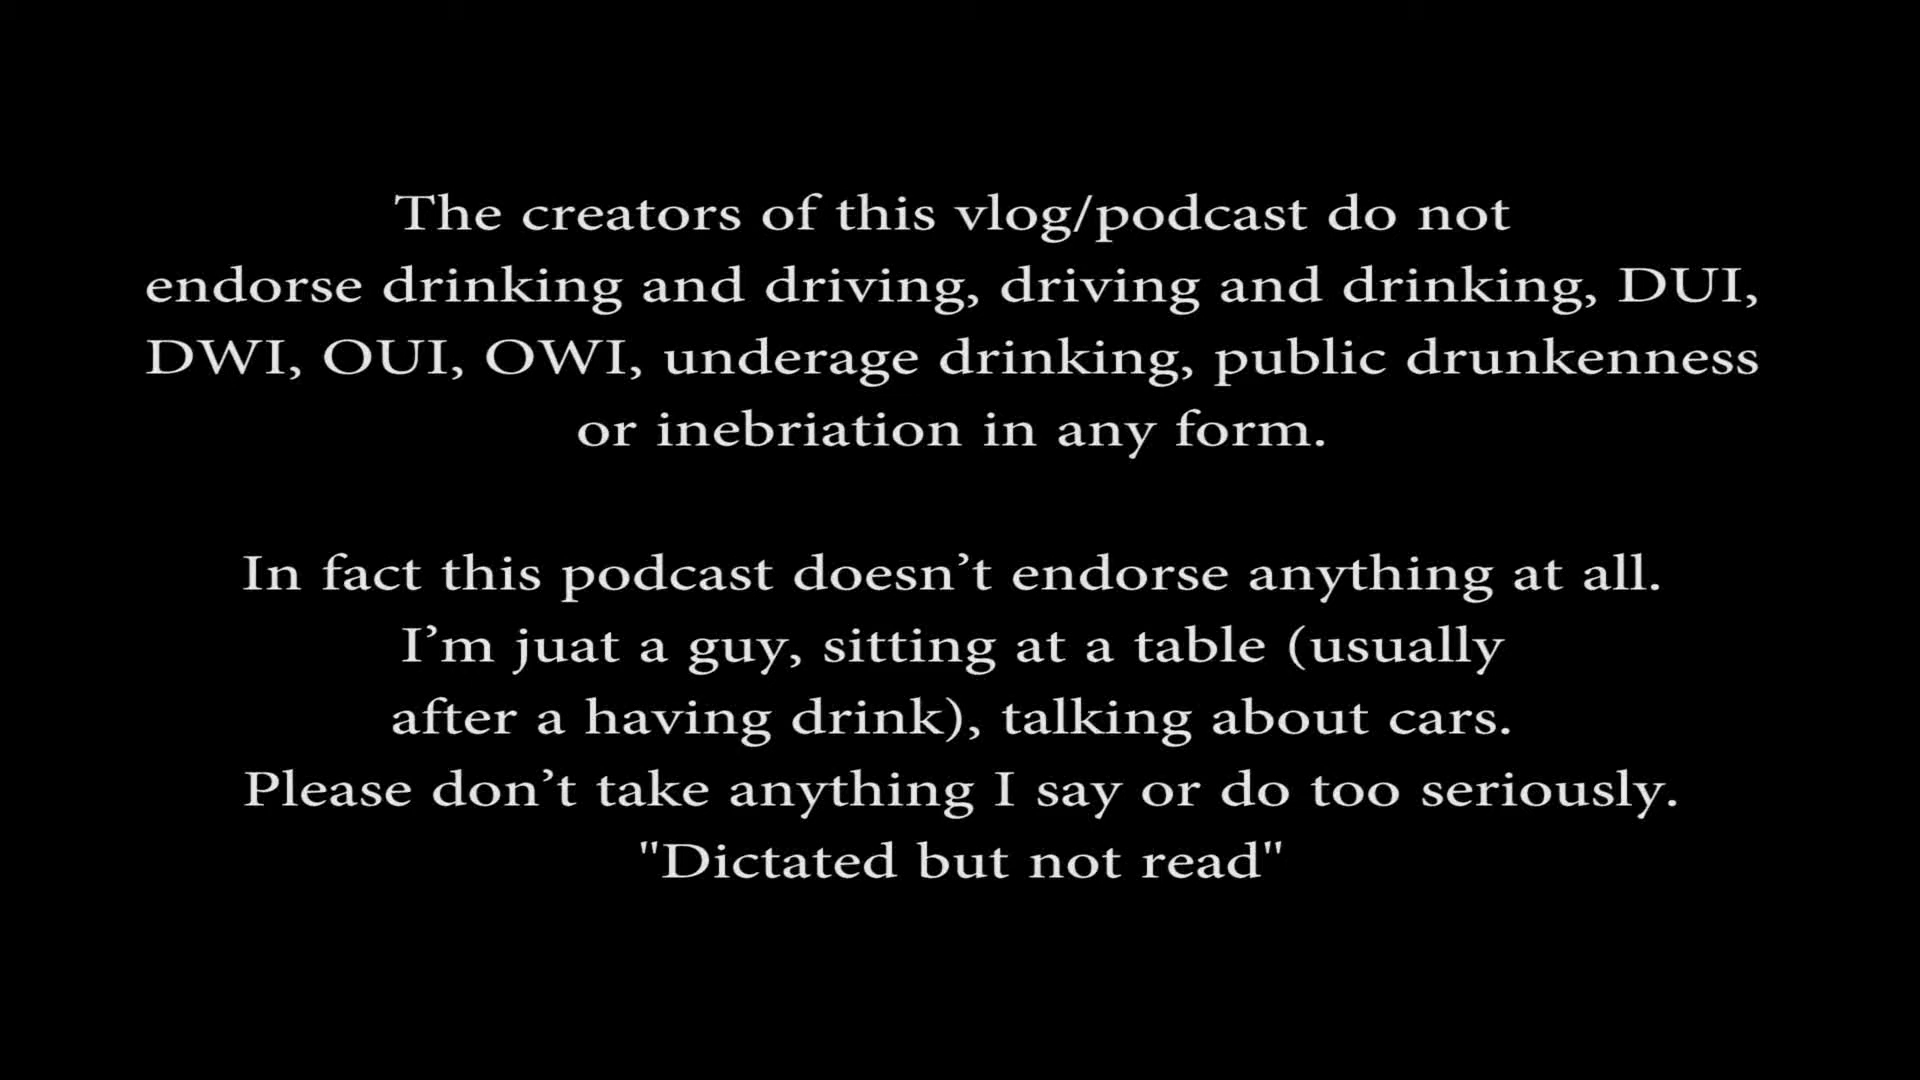 The creators of this vlog/podcast do not
endorse drinking and driving, driving and drinking, DUI,
DWI, OUI, OWI, underage drinking, public drunkenness
or inebriation in any form.
In fact this podcast doesn’t endorse anything at all.
I’m juat a guy, sitting at a table (usually
after a having drink), talking about cars.
Please don’t take anything I say or do too seriously.
"Dictated but not read"